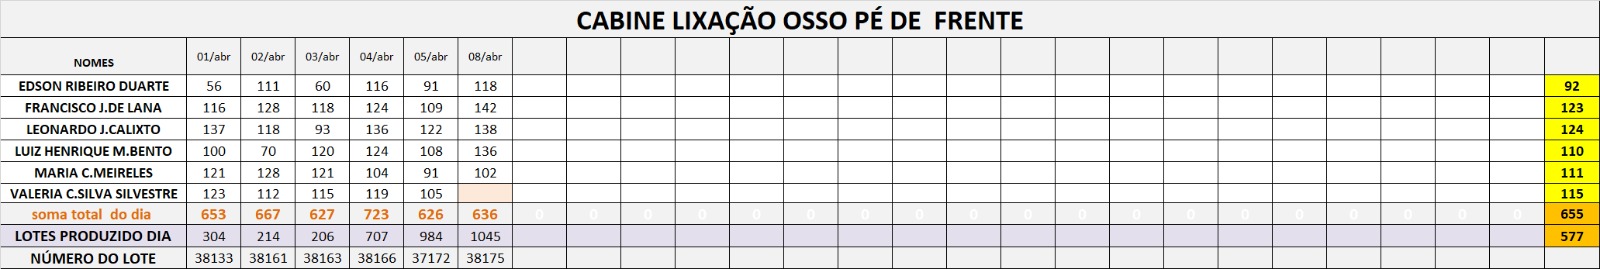 CABINE LIXAÇÃO OSSO PÉ DE FRENTE
NOMES 01/abr 02/abr 03/abr 04/abr 05/abr 08/abr
EDSON RIBEIRO DUARTE 56 111 60 116 91 118 92
FRANCISCO J.DE LANA 116 128 118 124 109 142 123
LEONARDO J.CALIXTO 137 118 93 136 122 138 124
LUIZ HENRIQUE M.BENTO 100 70 120 124 108 136 110
MARIA C.MEIRELES 121 128 121 104 91 102 111
VALERIA C.SILVA SILVESTRE 123 112 115 119 105 115
soma total do dia 653 667 627 723 626 636 0 0 0 0 0 0 0 0 0 0 0 0 0 0 0 0 0 0 0 655
LOTES PRODUZIDO DIA 304 214 206 707 984 1045 577
NÚMERO DO LOTE 38133 38161 38163 38166 37172 38175